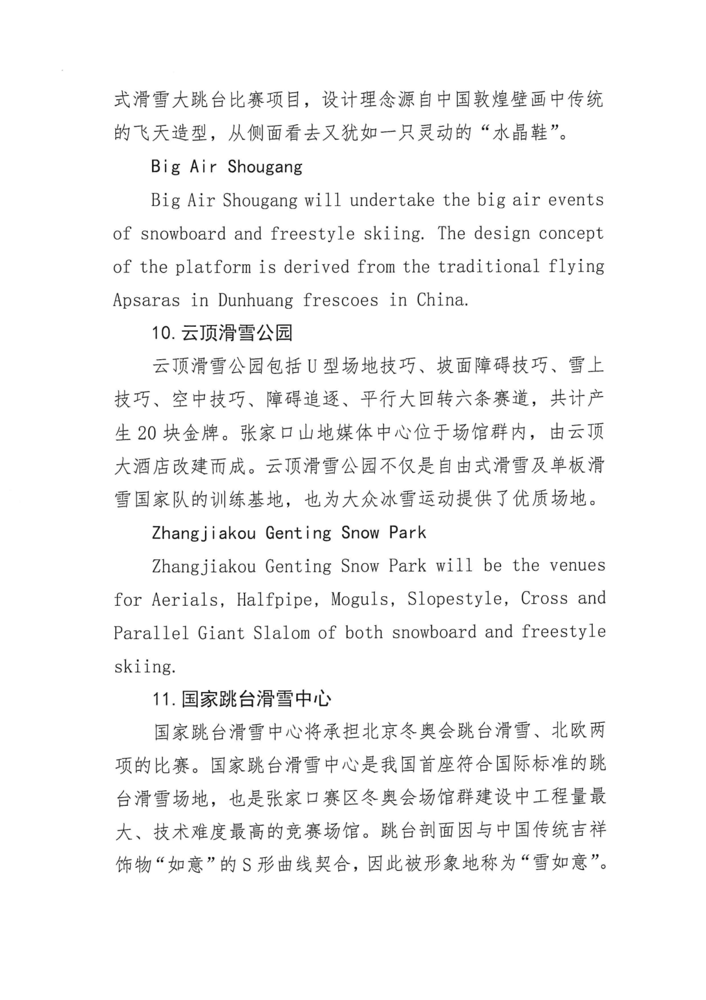 式滑雪大跳台比赛项目，设计理念源自中国敦煌壁画中传统
的飞天造型，从侧面看去又犹如一只灵动的“水晶鞋”。
Big Air Shougang
Big Air Shougang will undertake the big air events
of snowboard and freestyle skiing. The design concept
of the platform is derived from the traditional flying
Apsaras in Dunhuang frescoes in China.
10.云顶滑雪公园
云顶滑雪公园包括U型场地技巧、坡面障碍技巧、雪上
技巧、空中技巧、障碍追逐、平行大回转六条赛道，共计产
生20块金牌。张家口山地媒体中心位于场馆群内，由云顶
大酒店改建而成。云顶滑雪公园不仅是自由式滑雪及单板滑
雪国家队的训练基地，也为大众冰雪运动提供了优质场地。
Zhangjiakou Genting Snow Park
Zhangjiakou Genting Snow Park will be the venues
for Aerials, Halfpipe, Moguls, Slopestyle, Cross and
Parallel Giant Slalom of both snowboard and freestyle
skiing.
11.国家跳台滑雪中心
国家跳台滑雪中心将承担北京冬奥会跳台滑雪、北欧两
项的比赛。国家跳台滑雪中心是我国首座符合国际标准的跳
台滑雪场地，也是张家口赛区冬奥会场馆群建设中工程量最
大、技术难度最高的竞赛场馆。跳台剖面因与中国传统吉祥
饰物“如意”的S形曲线契合，因此被形象地称为“雪如意”。